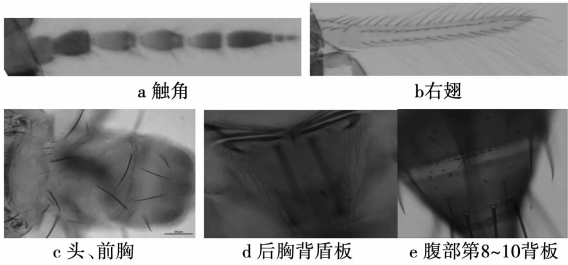 a 触角
b右翅
c 头、前胸
d 后胸背盾板
e 腹部第8~10背板